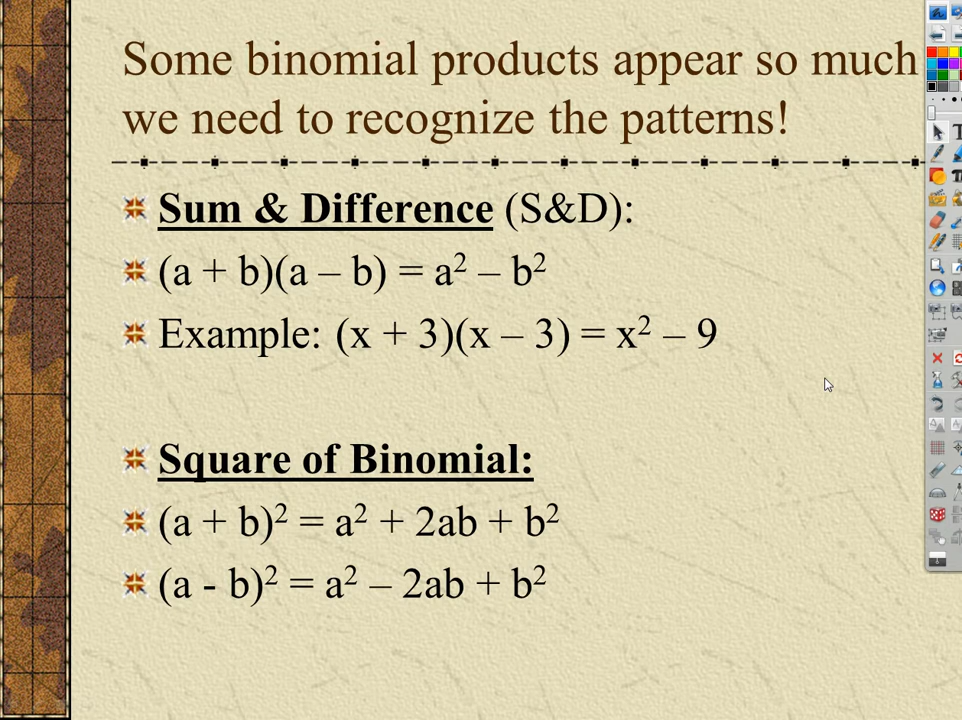 Some binomial products appear so much
we need to recognize the patterns!
Sum & Difference (S&D):
(a + b)(a – b) = a² – b²
Example: (x + 3)(x – 3) = x² – 9
Square of Binomial:
(a + b)² = a² + 2ab + b²
(a - b)² = a² – 2ab + b²